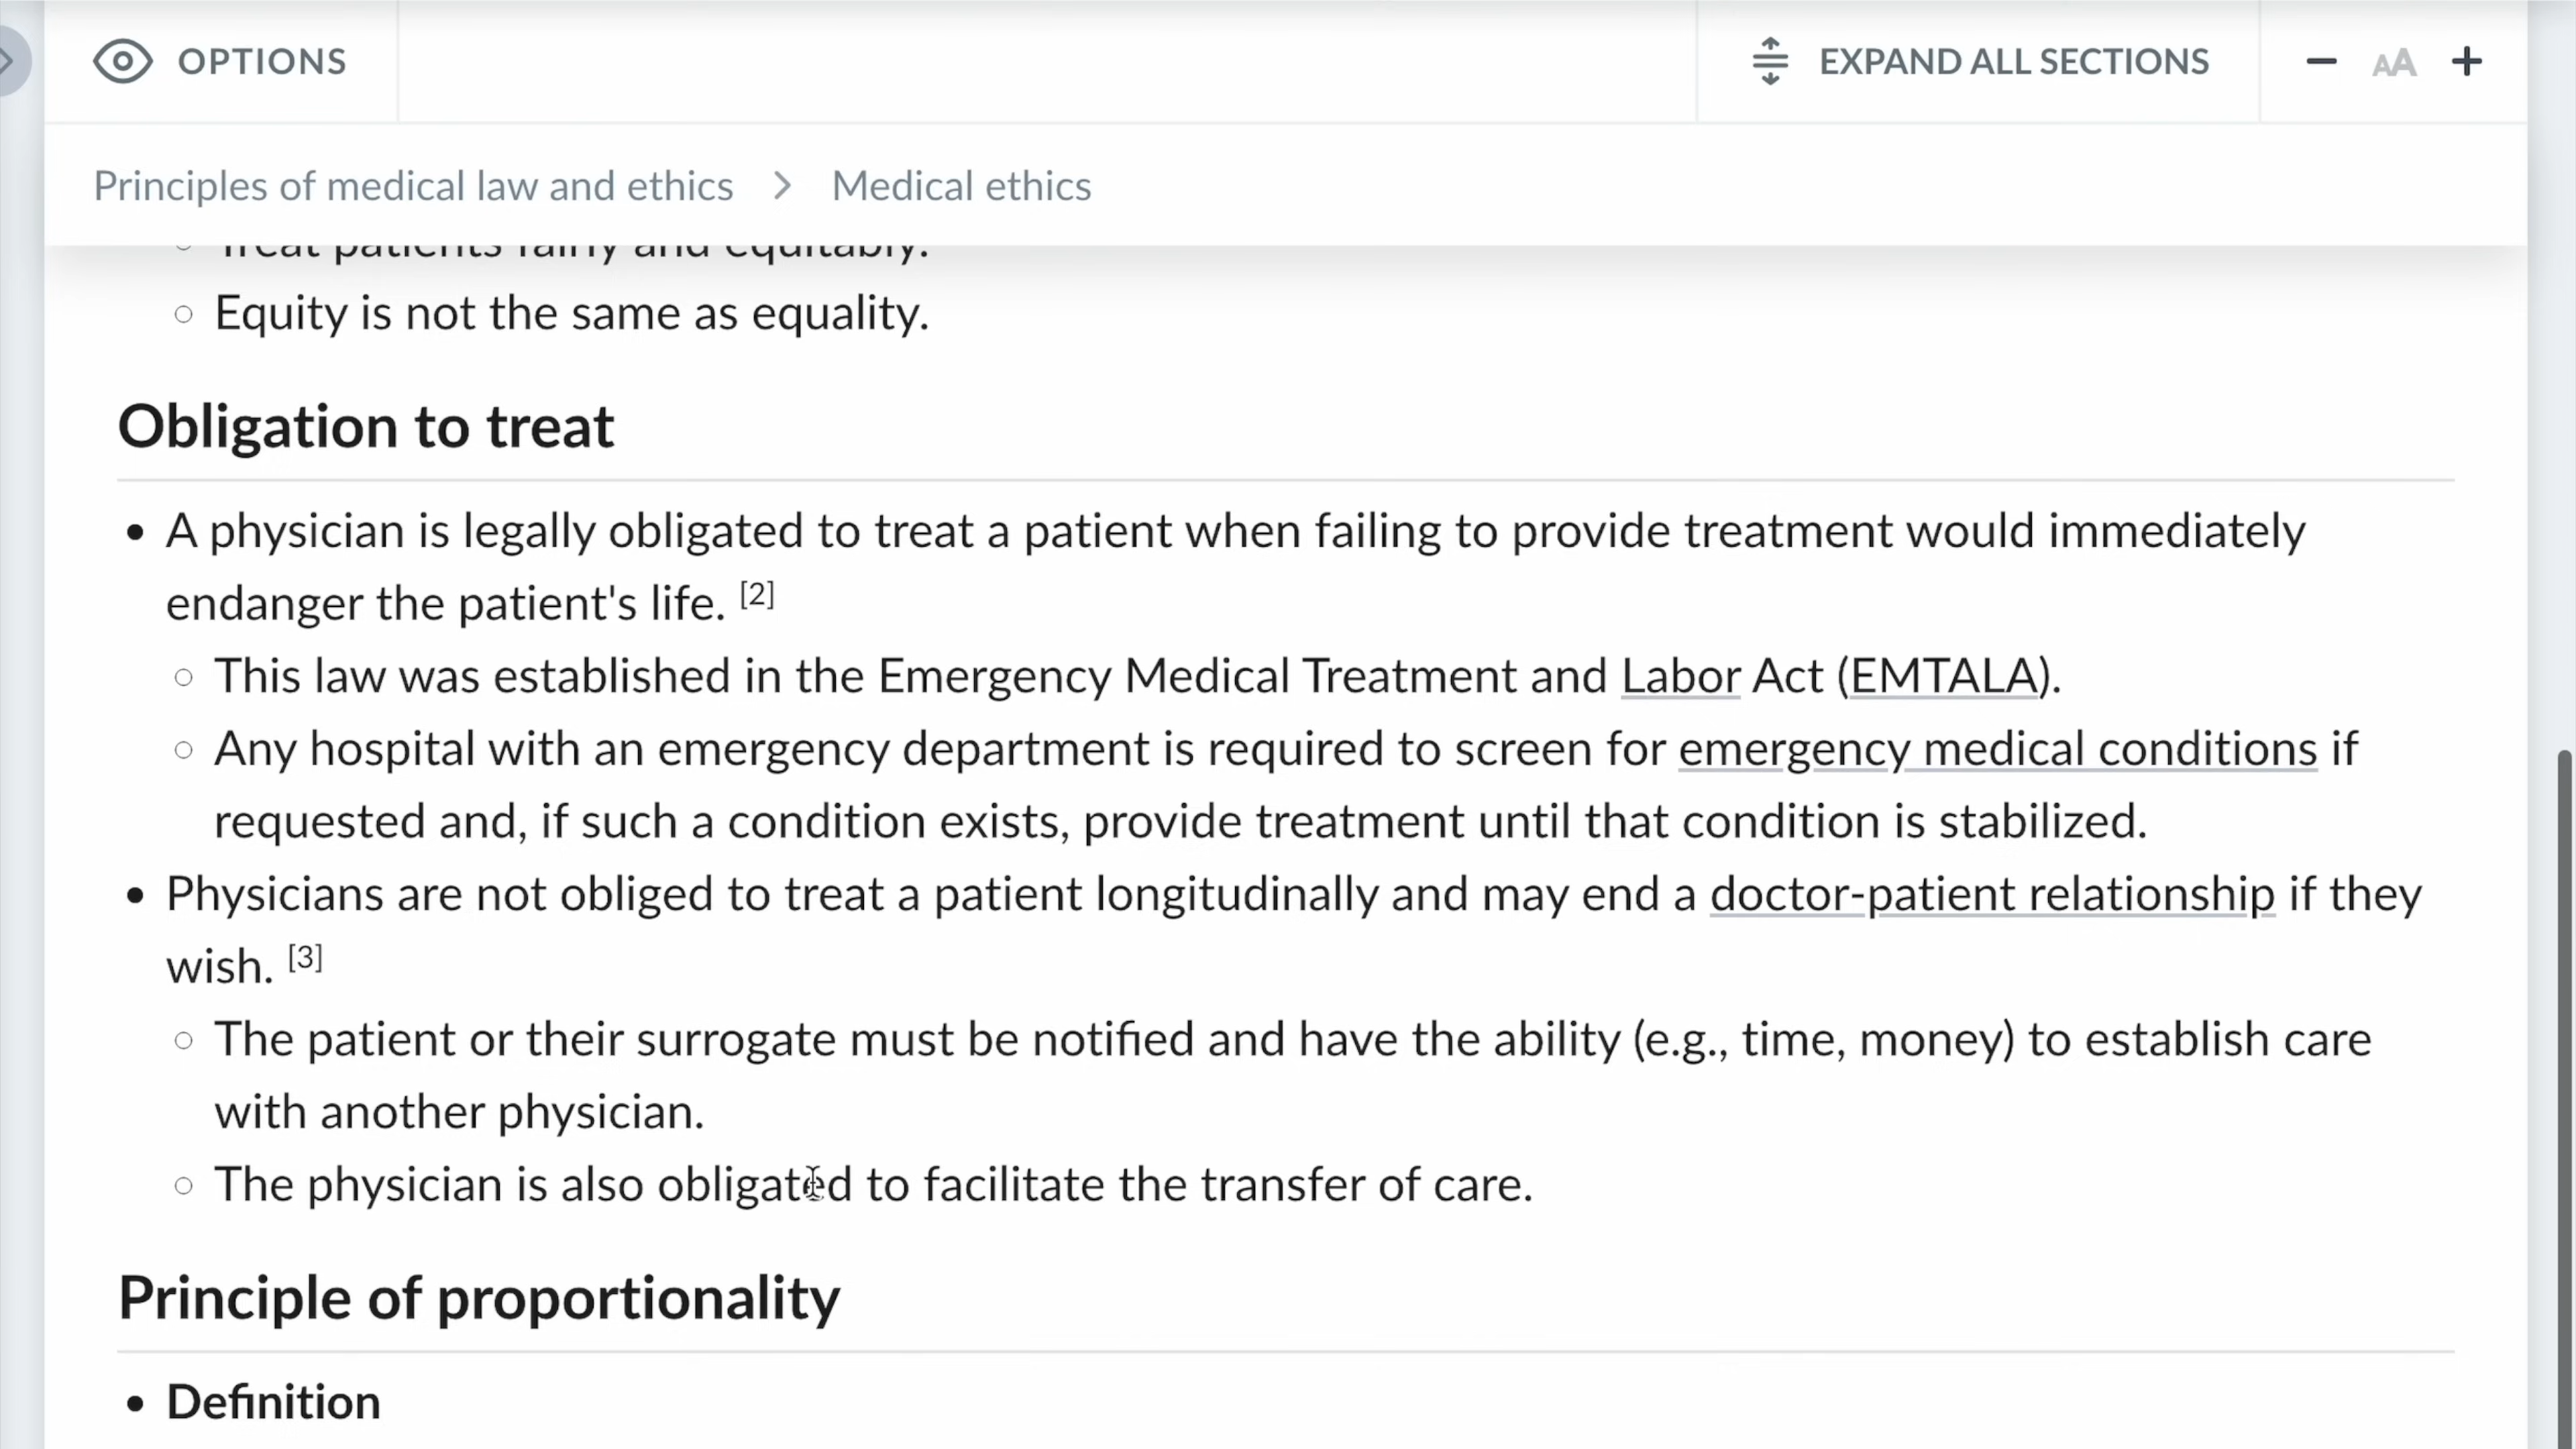 OPTIONS
EXPAND ALL SECTIONS
− AA +
Principles of medical law and ethics > Medical ethics
Treat patients fairly and equitably.
Equity is not the same as equality.
Obligation to treat
A physician is legally obligated to treat a patient when failing to provide treatment would immediately
endanger the patient's life. [2]
This law was established in the Emergency Medical Treatment and Labor Act (EMTALA).
Any hospital with an emergency department is required to screen for emergency medical conditions if
requested and, if such a condition exists, provide treatment until that condition is stabilized.
Physicians are not obliged to treat a patient longitudinally and may end a doctor-patient relationship if they
wish. [3]
The patient or their surrogate must be notified and have the ability (e.g., time, money) to establish care
with another physician.
The physician is also obligated to facilitate the transfer of care.
Principle of proportionality
Definition